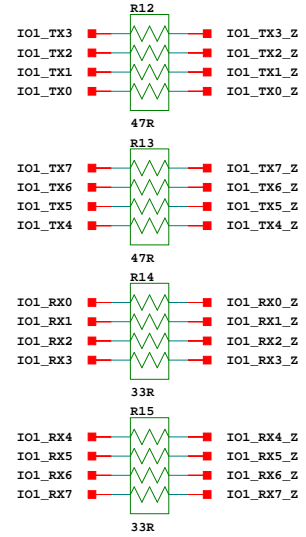 R12
IO1_TX3 IO1_TX3_Z
IO1_TX2 IO1_TX2_Z
IO1_TX1 IO1_TX1_Z
IO1_TX0 IO1_TX0_Z
47R
R13
IO1_TX7 IO1_TX7_Z
IO1_TX6 IO1_TX6_Z
IO1_TX5 IO1_TX5_Z
IO1_TX4 IO1_TX4_Z
47R
R14
IO1_RX0 IO1_RX0_Z
IO1_RX1 IO1_RX1_Z
IO1_RX2 IO1_RX2_Z
IO1_RX3 IO1_RX3_Z
33R
R15
IO1_RX4 IO1_RX4_Z
IO1_RX5 IO1_RX5_Z
IO1_RX6 IO1_RX6_Z
IO1_RX7 IO1_RX7_Z
33R